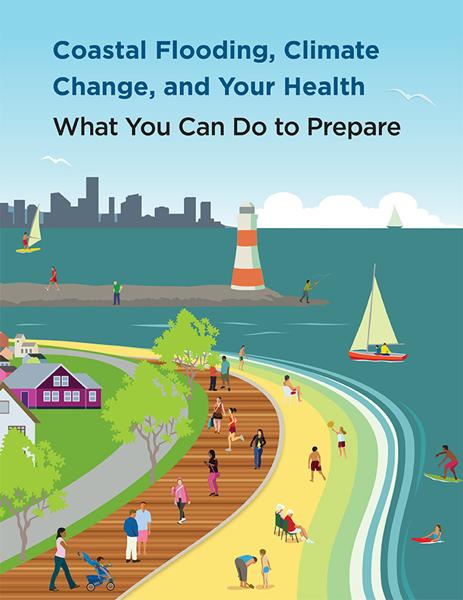 Coastal Flooding, Climate
Change, and Your Health
What You Can Do to Prepare